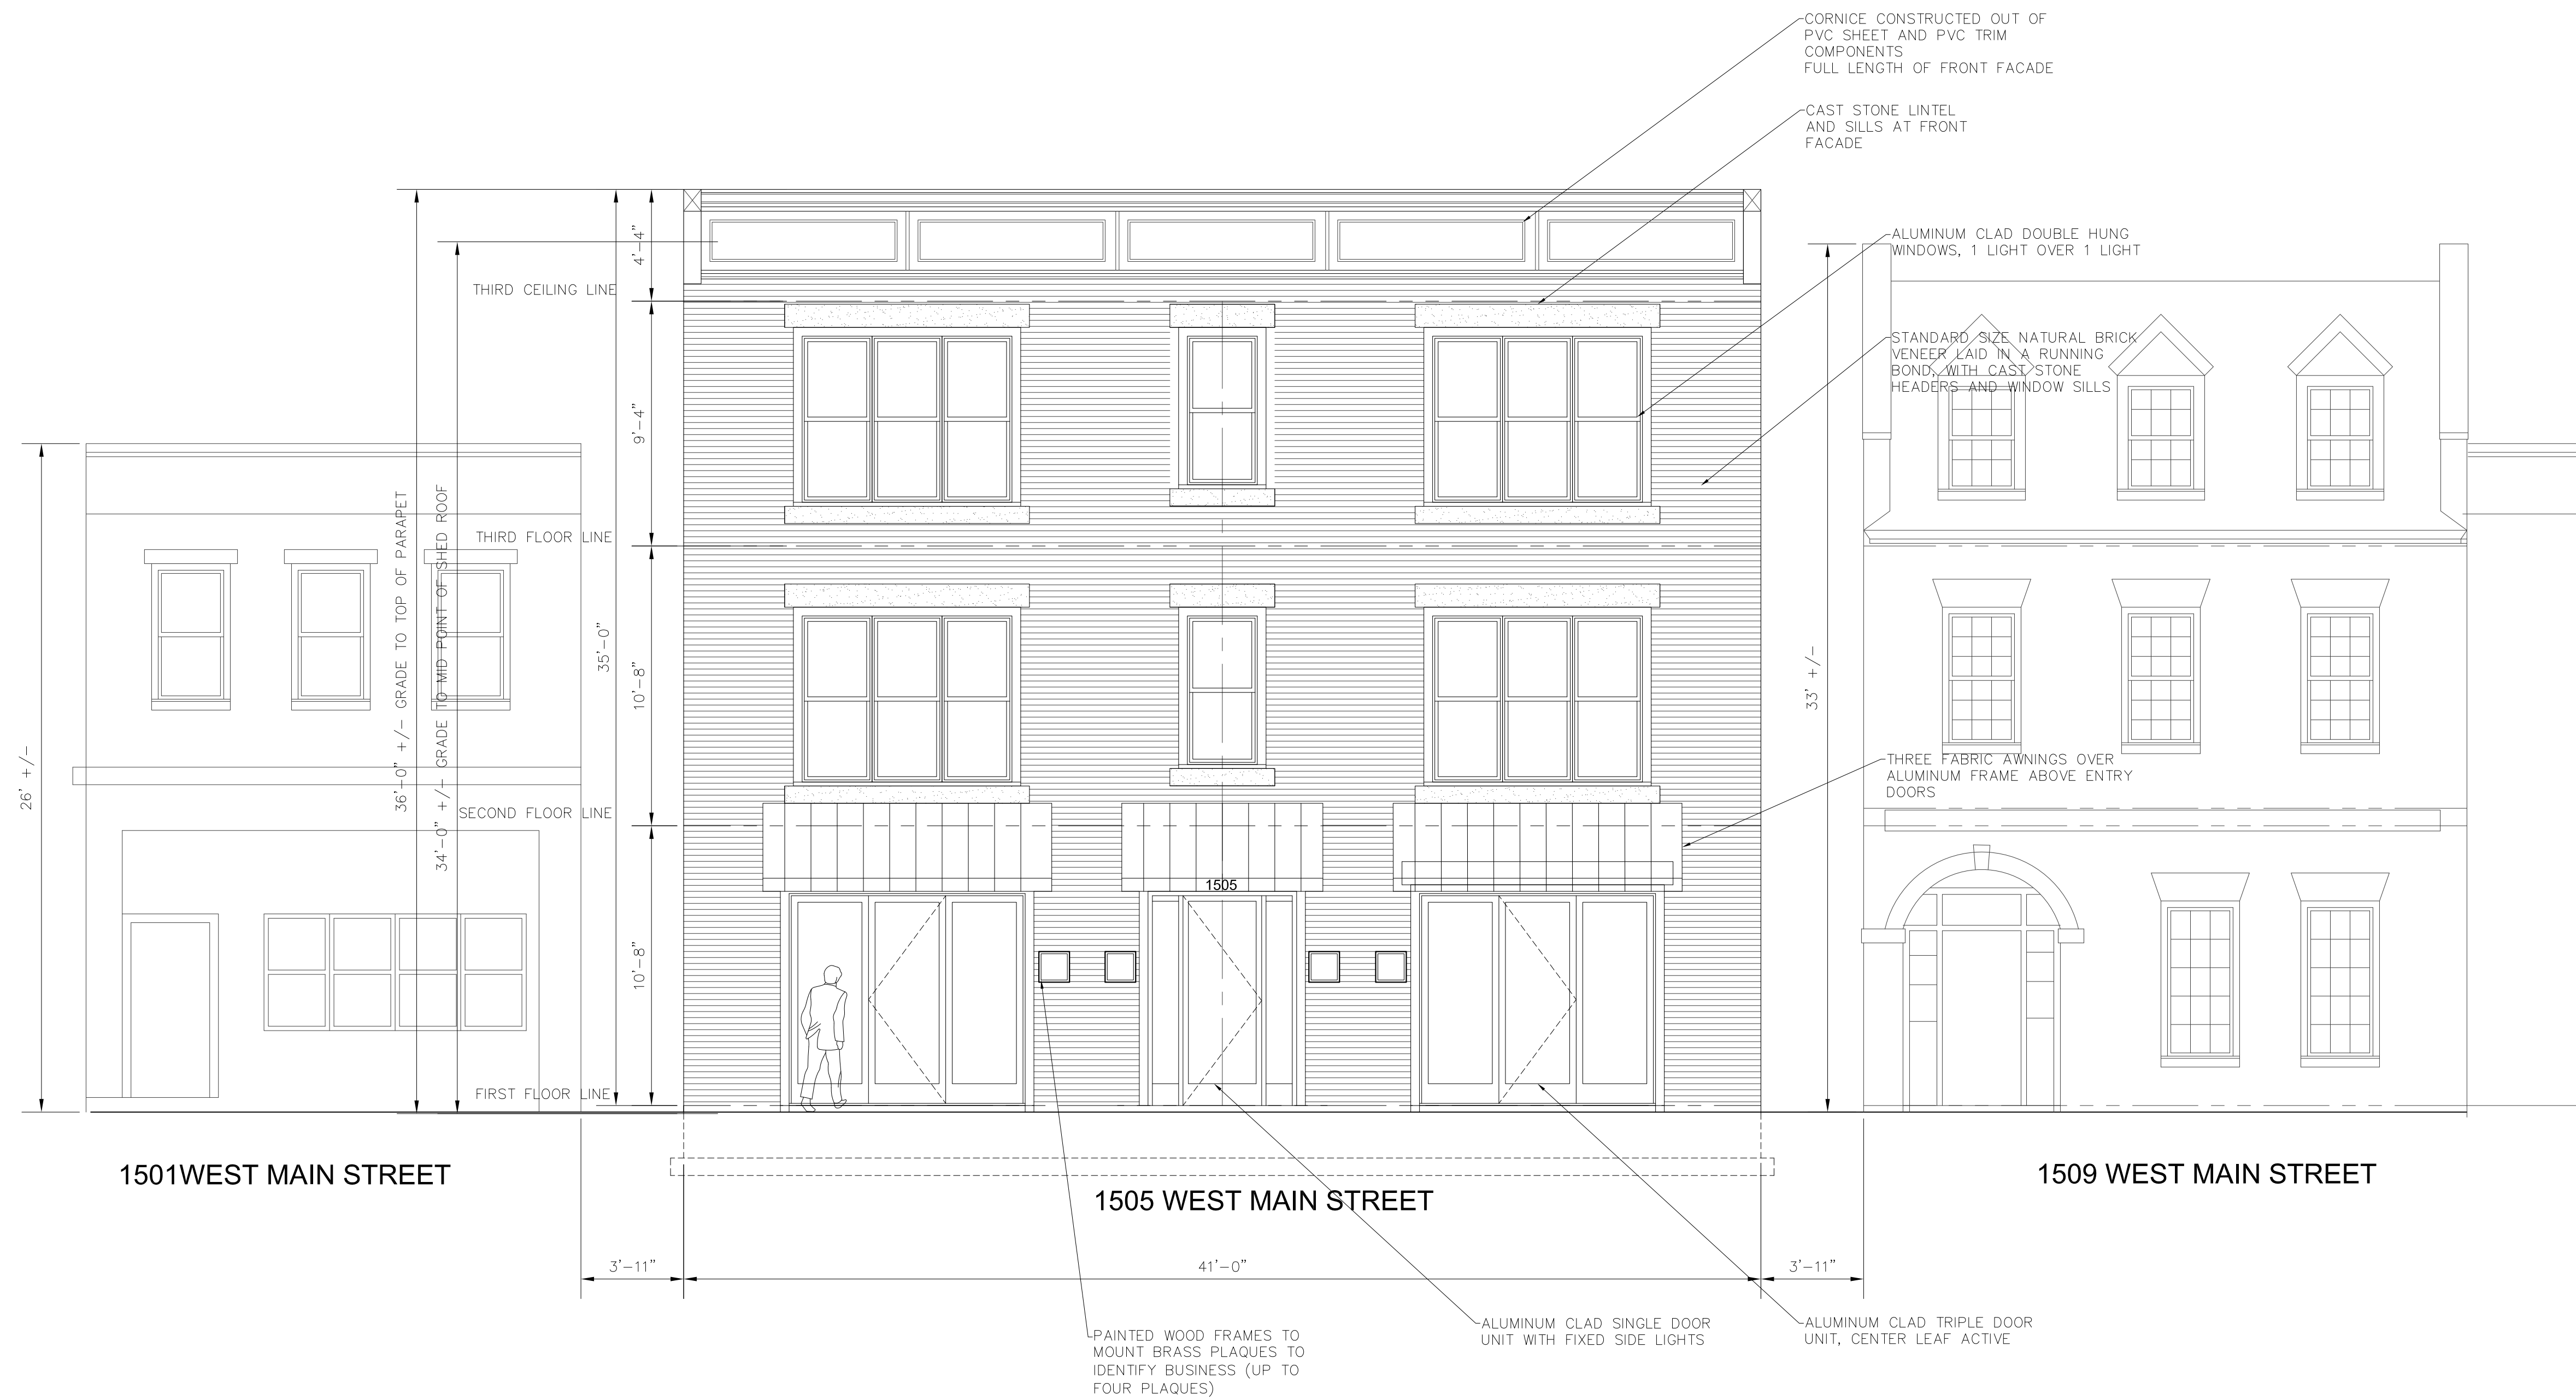 CORNICE CONSTRUCTED OUT OF
PVC SHEET AND PVC TRIM
COMPONENTS
FULL LENGTH OF FRONT FACADE
CAST STONE LINTEL
AND SILLS AT FRONT
FACADE
ALUMINUM CLAD DOUBLE HUNG
WINDOWS, 1 LIGHT OVER 1 LIGHT
STANDARD SIZE NATURAL BRICK
VENEER LAID IN A RUNNING
BOND, WITH CAST STONE
HEADERS AND WINDOW SILLS
THREE FABRIC AWNINGS OVER
ALUMINUM FRAME ABOVE ENTRY
DOORS
THIRD CEILING LINE
THIRD FLOOR LINE
SECOND FLOOR LINE
FIRST FLOOR LINE
26' +/-
36'-0" +/- GRADE TO TOP OF PARAPET
34'-0" +/- GRADE TO MID POINT OF SHED ROOF
35'-0"
4'-4"
9'-4"
10'-8"
10'-8"
33' +/-
1505
1501WEST MAIN STREET
1505 WEST MAIN STREET
1509 WEST MAIN STREET
3'-11"
41'-0"
3'-11"
PAINTED WOOD FRAMES TO
MOUNT BRASS PLAQUES TO
IDENTIFY BUSINESS (UP TO
FOUR PLAQUES)
ALUMINUM CLAD SINGLE DOOR
UNIT WITH FIXED SIDE LIGHTS
ALUMINUM CLAD TRIPLE DOOR
UNIT, CENTER LEAF ACTIVE